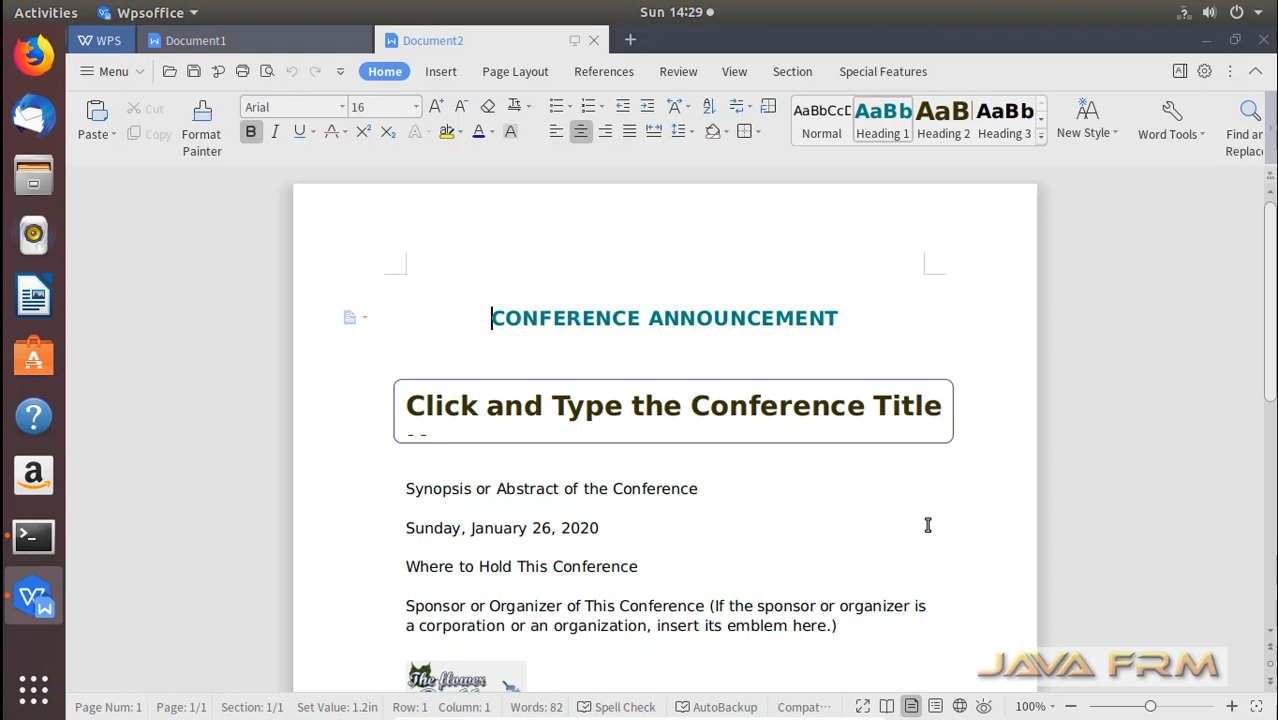 Activities Wpsoffice Sun 14:29
WPS Document1 Document2
Menu Home Insert Page Layout References Review View Section Special Features
Paste Cut Copy Format Painter Arial 16 AaBbCcD Normal AaBb Heading 1 AaB Heading 2 AaBb Heading 3 New Style Word Tools Find an Replac
CONFERENCE ANNOUNCEMENT
Click and Type the Conference Title
Synopsis or Abstract of the Conference
Sunday, January 26, 2020
Where to Hold This Conference
Sponsor or Organizer of This Conference (If the sponsor or organizer is
a corporation or an organization, insert its emblem here.)
The flower
JAVA FRM
Page Num: 1 Page: 1/1 Section: 1/1 Set Value: 1.2in Row: 1 Column: 1 Words: 82 Spell Check AutoBackup Compat··· 100%